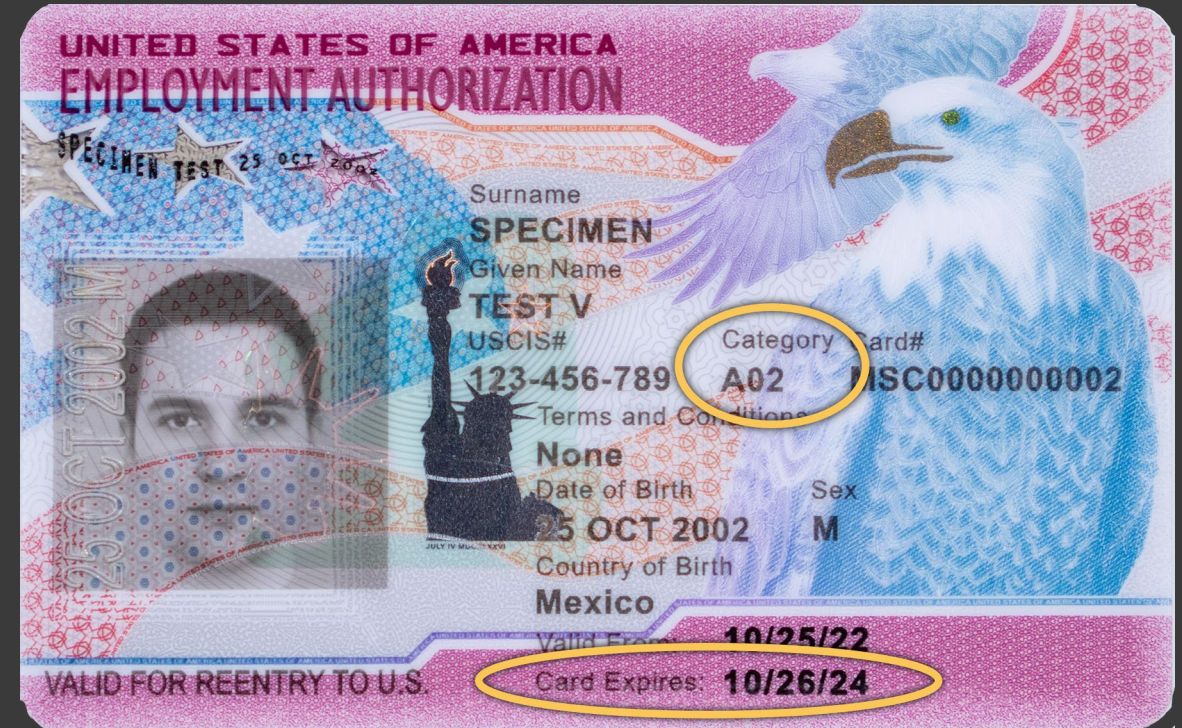 UNITED STATES OF AMERICA
EMPLOYMENT AUTHORIZATION
SPECIMEN TEST 25 OCT 2002
Surname
SPECIMEN
Given Name
TEST V
USCIS# Category Card#
123-456-789 A02 MSC0000000002
Terms and Conditions
None
Date of Birth Sex
25 OCT 2002 M
Country of Birth
Mexico
Valid From: 10/25/22
Card Expires: 10/26/24
VALID FOR REENTRY TO U.S.
25 OCT 2002 M
JULY IV